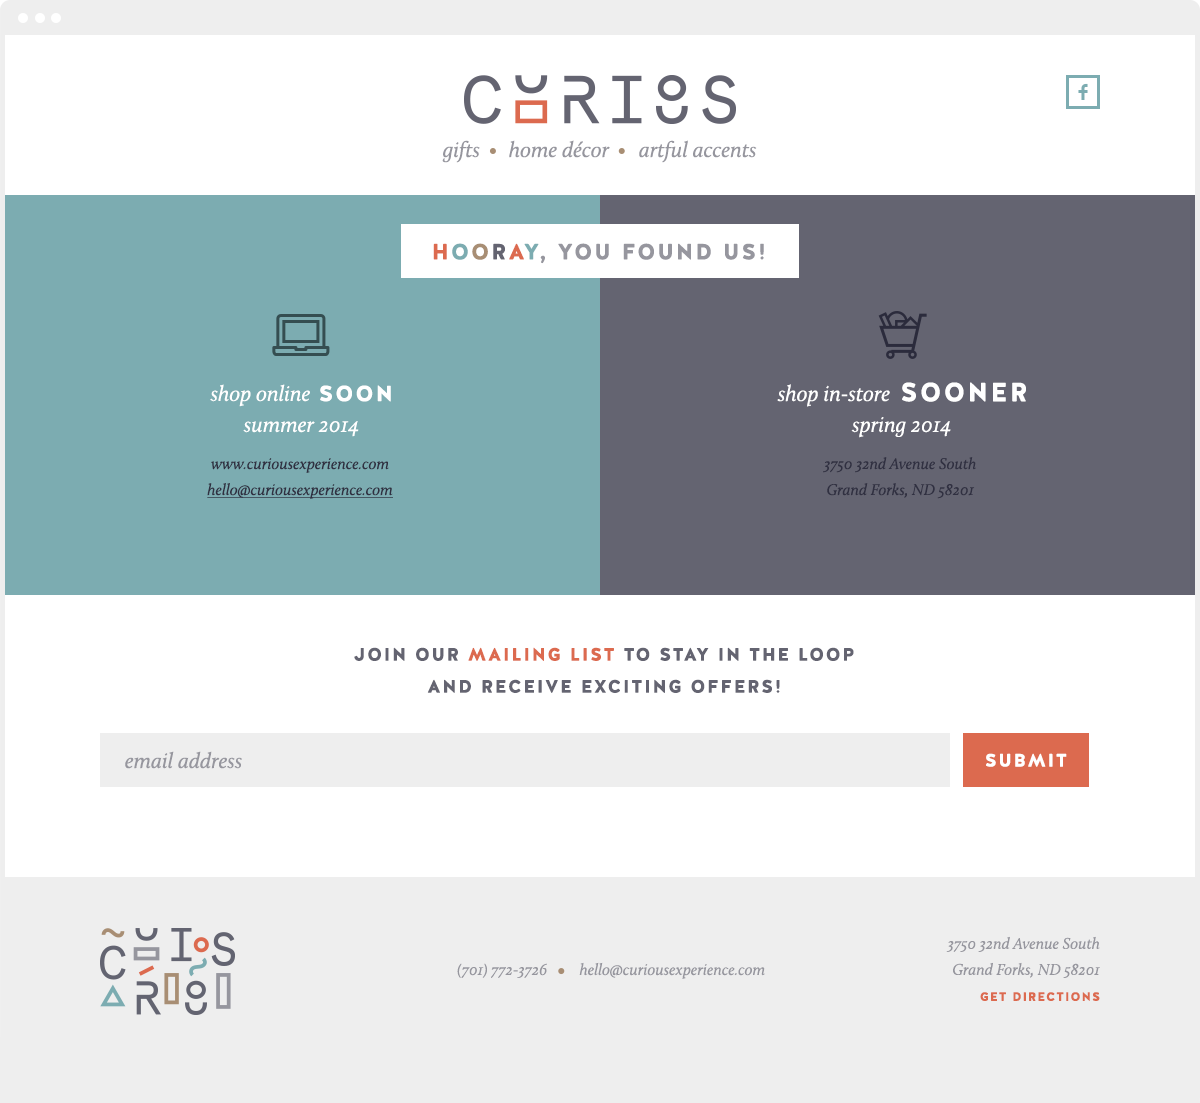 CURIOUS
f
gifts • home décor • artful accents
HOORAY, YOU FOUND US!
shop online SOON
summer 2014
www.curiousexperience.com
hello@curiousexperience.com
shop in-store SOONER
spring 2014
3750 32nd Avenue South
Grand Forks, ND 58201
JOIN OUR MAILING LIST TO STAY IN THE LOOP
AND RECEIVE EXCITING OFFERS!
email address
SUBMIT
CURIOUS
(701) 772-3726 • hello@curiousexperience.com
3750 32nd Avenue South
Grand Forks, ND 58201
GET DIRECTIONS